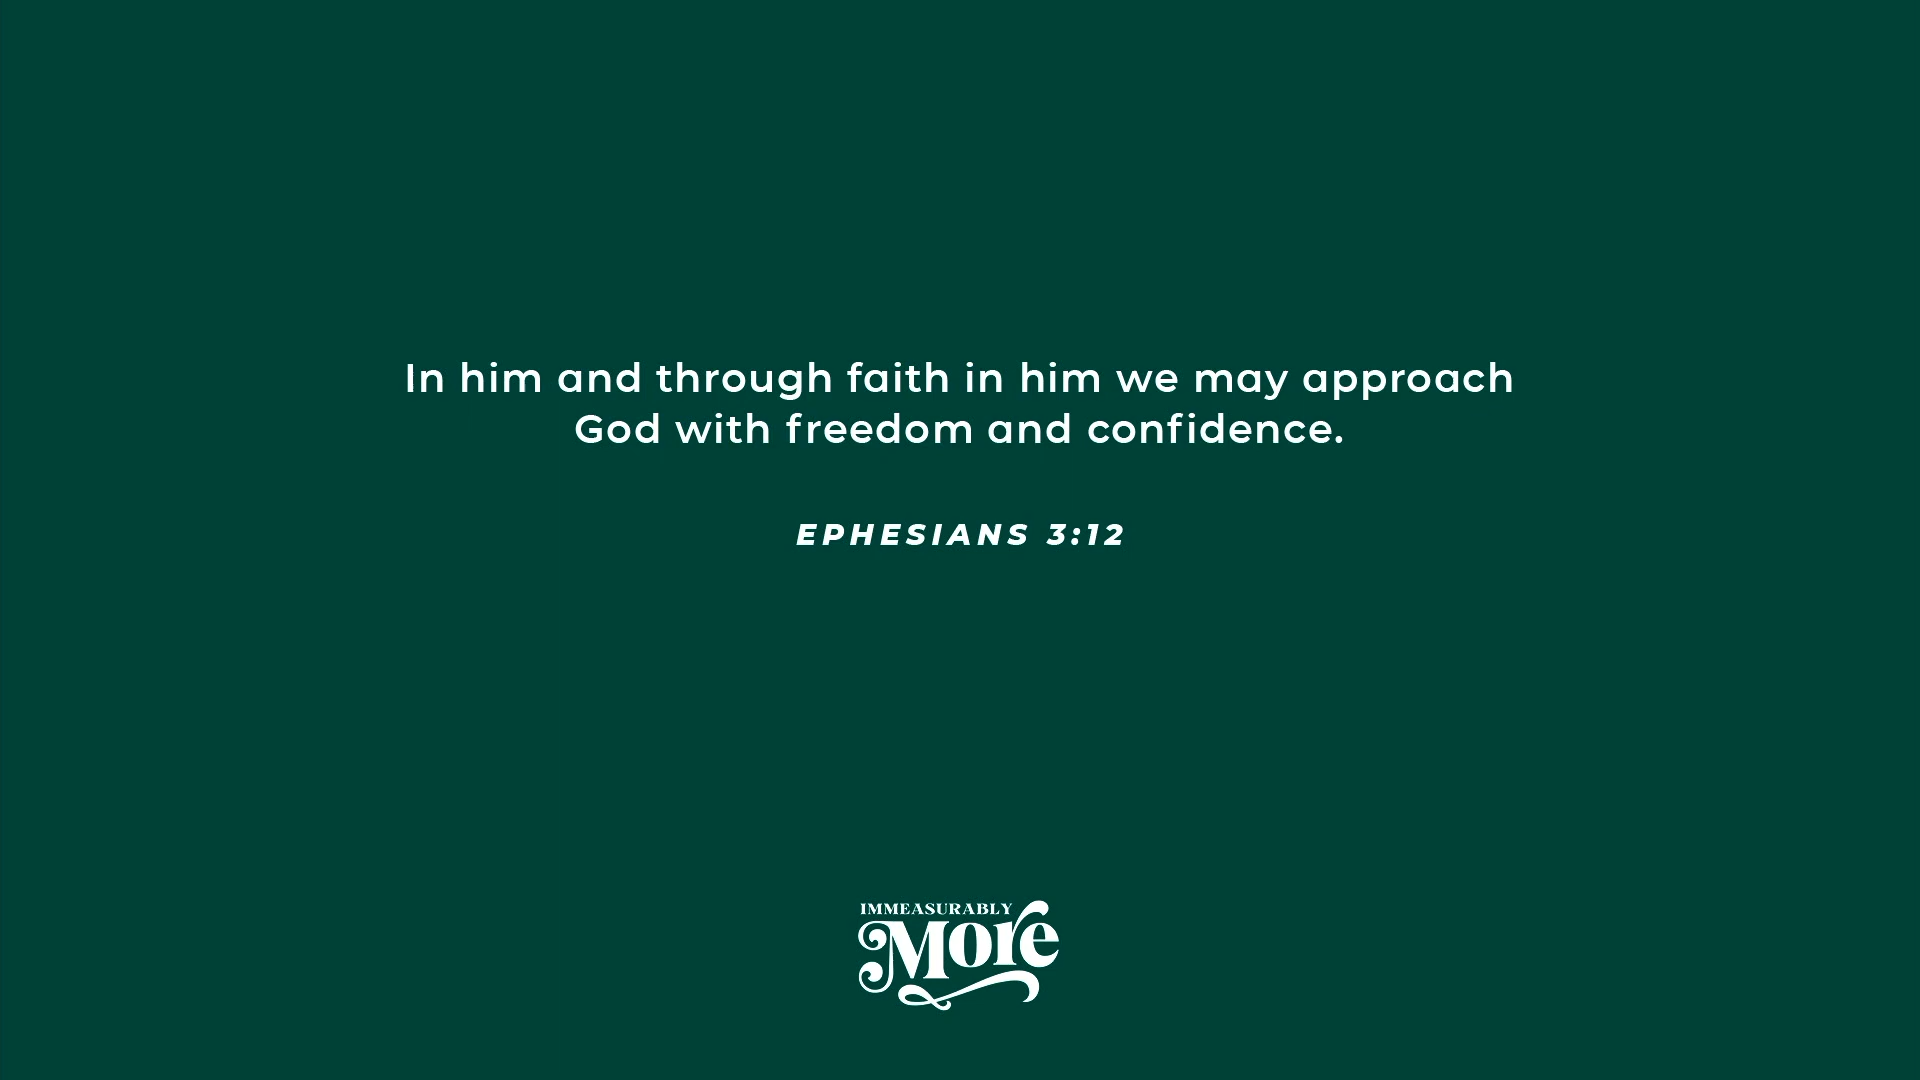 In him and through faith in him we may approach
God with freedom and confidence.
EPHESIANS 3:12
IMMEASURABLY
More